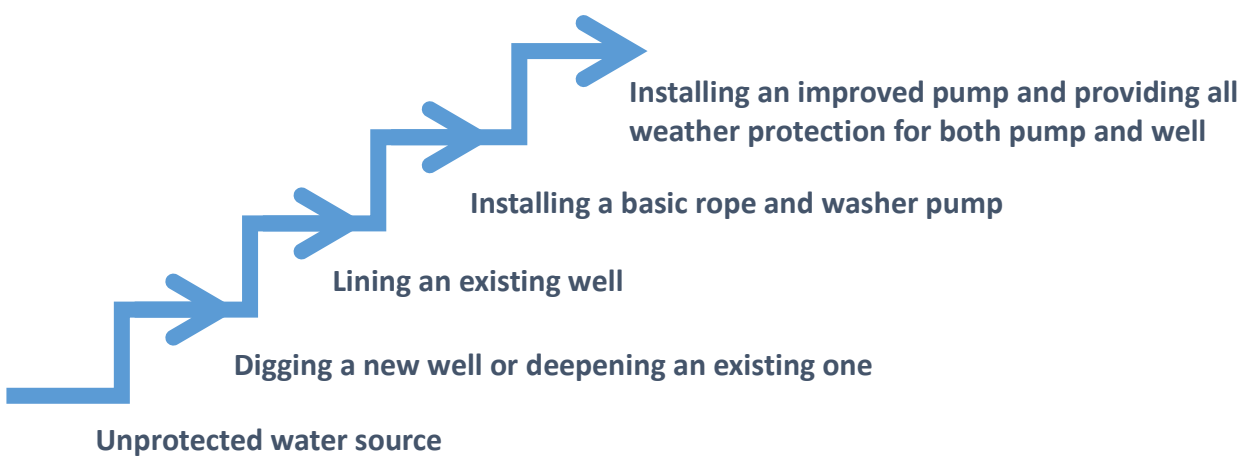 Installing an improved pump and providing all
weather protection for both pump and well
Installing a basic rope and washer pump
Lining an existing well
Digging a new well or deepening an existing one
Unprotected water source